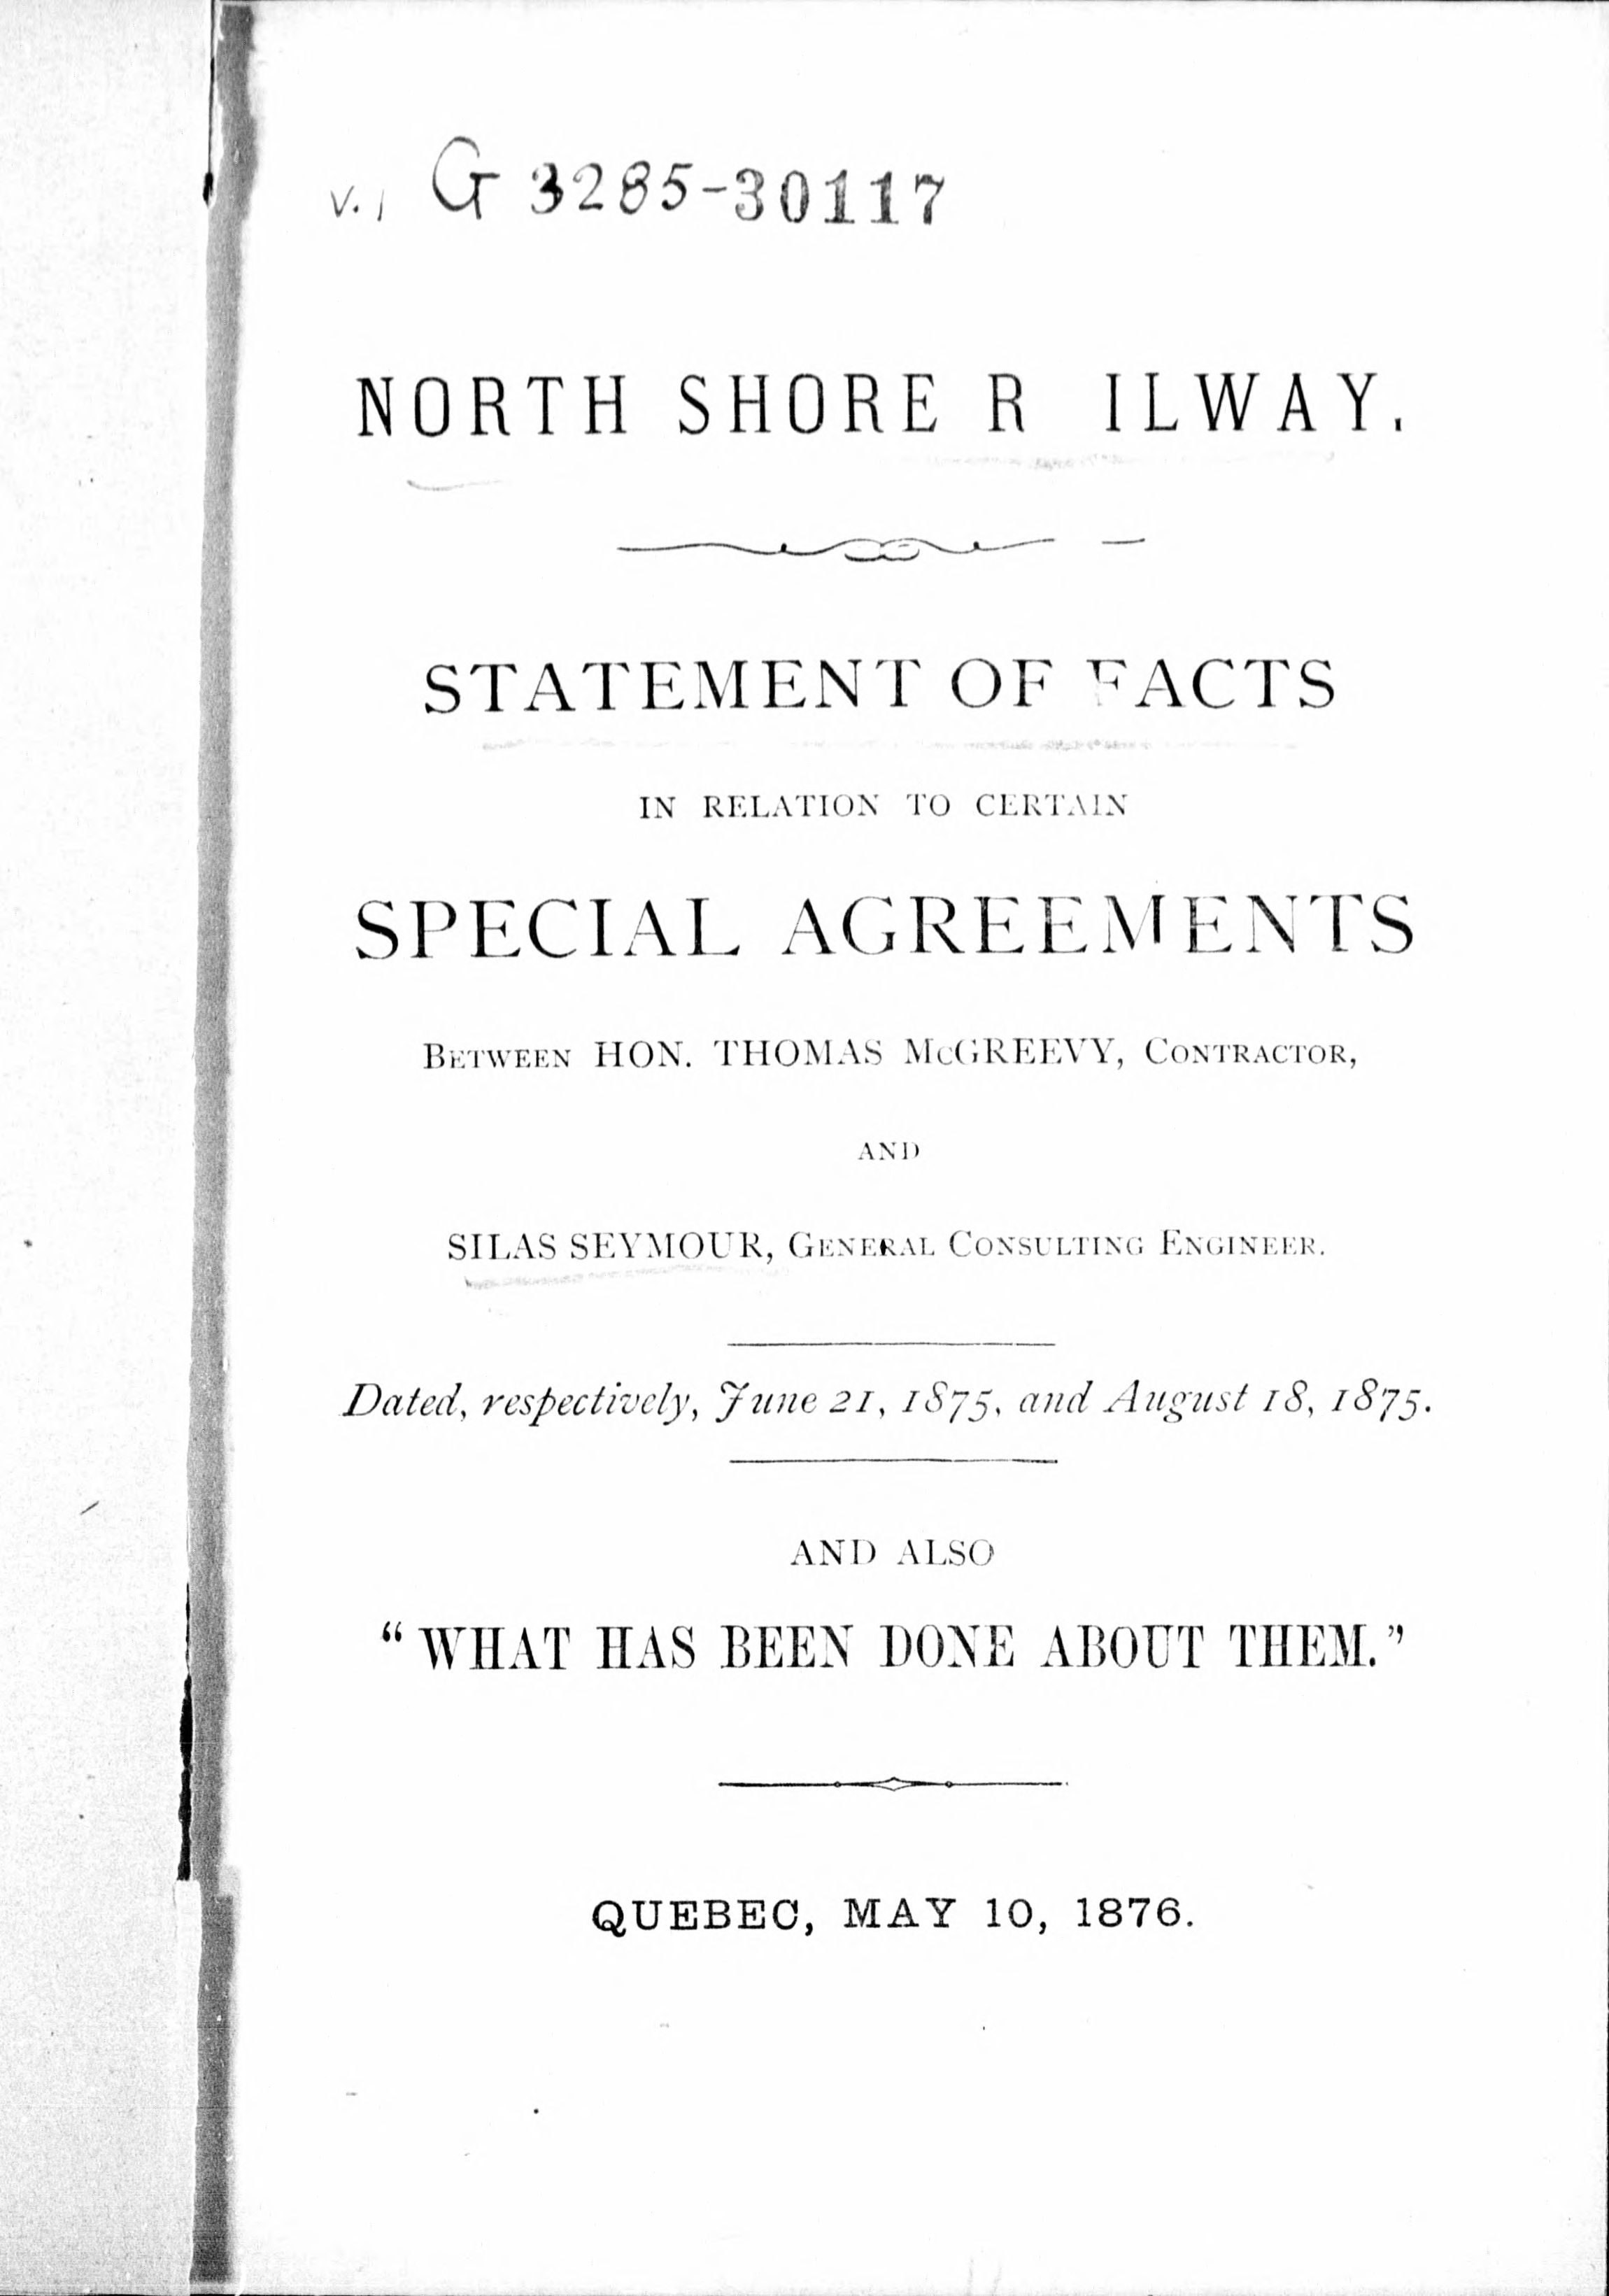 v. 1 G 3285-30117
NORTH SHORE R ILWAY.
STATEMENT OF FACTS
IN RELATION TO CERTAIN
SPECIAL AGREEMENTS
BETWEEN HON. THOMAS McGREEVY, CONTRACTOR,
AND
SILAS SEYMOUR, GENERAL CONSULTING ENGINEER.
Dated, respectively, June 21, 1875, and August 18, 1875.
AND ALSO
“WHAT HAS BEEN DONE ABOUT THEM.”
QUEBEC, MAY 10, 1876.